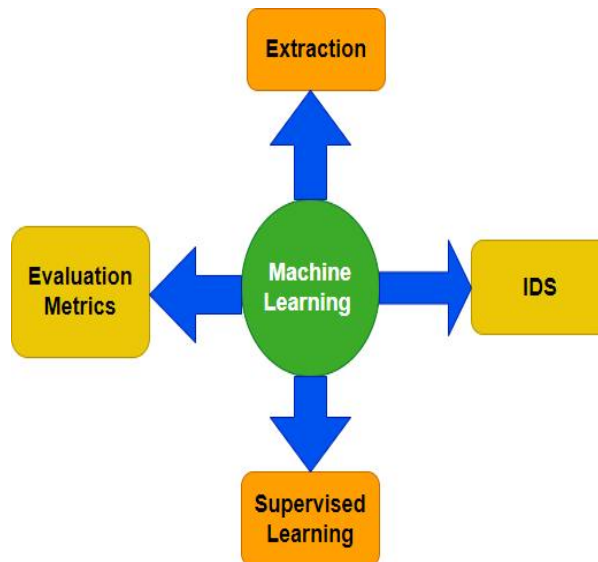 Extraction
Evaluation
Metrics
Machine
Learning
IDS
Supervised
Learning